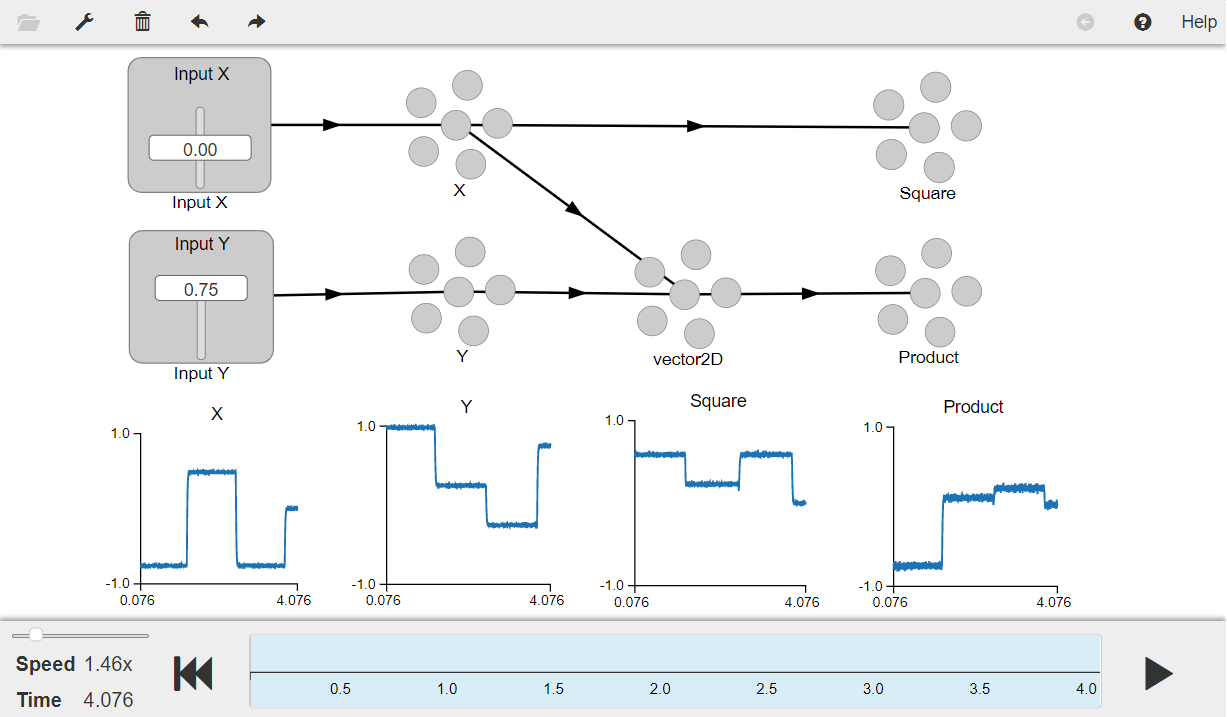 Help
Input X
0.00
Input X
X
Square
Input Y
0.75
Input Y
Y
vector2D
Product
X
1.0
-1.0
0.076 4.076
Y
1.0
-1.0
0.076 4.076
Square
1.0
-1.0
0.076 4.076
Product
1.0
-1.0
0.076 4.076
Speed 1.46x
Time 4.076
0.5 1.0 1.5 2.0 2.5 3.0 3.5 4.0